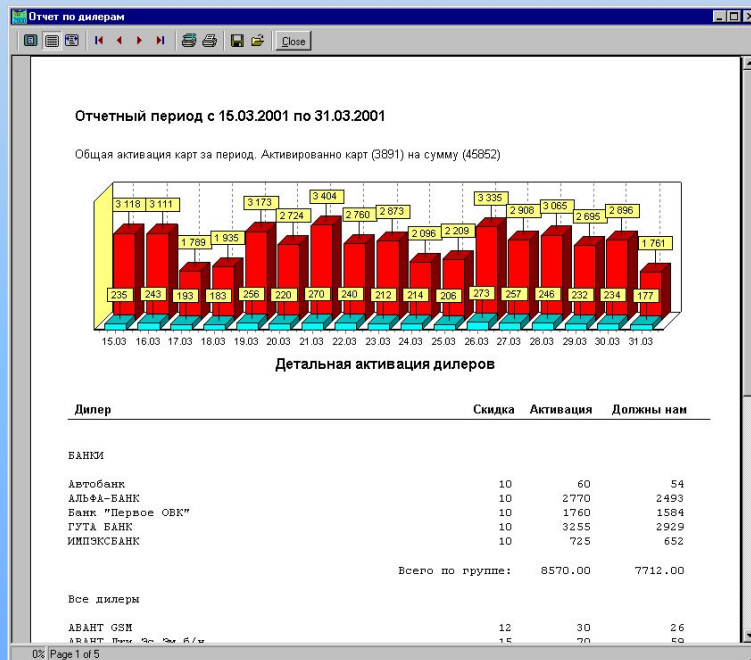 Отчет по дилерам
Close
Отчетный период с 15.03.2001 по 31.03.2001
Общая активация карт за период. Активированно карт (3891) на сумму (45852)
3 118 3 111 1 789 1 935 3 173 2 724 3 404 2 760 2 873 2 096 2 209 3 335 2 908 3 065 2 695 2 896 1 761
235 243 193 183 256 220 270 240 212 214 206 273 257 246 232 234 177
15.03 16.03 17.03 18.03 19.03 20.03 21.03 22.03 23.03 24.03 25.03 26.03 27.03 28.03 29.03 30.03 31.03
Детальная активация дилеров
Дилер Скидка Активация Должны нам
БАНКИ
Автобанк 10 60 54
АЛЬФА-БАНК 10 2770 2493
Банк "Первое ОВК" 10 1760 1584
ГУТА БАНК 10 3255 2929
ИМПЭКСБАНК 10 725 652
Всего по группе: 8570.00 7712.00
Все дилеры
АВАНТ GSM 12 30 26
АВАНТ Джи Эс Эм б/н 15 70 59
0% Page 1 of 5